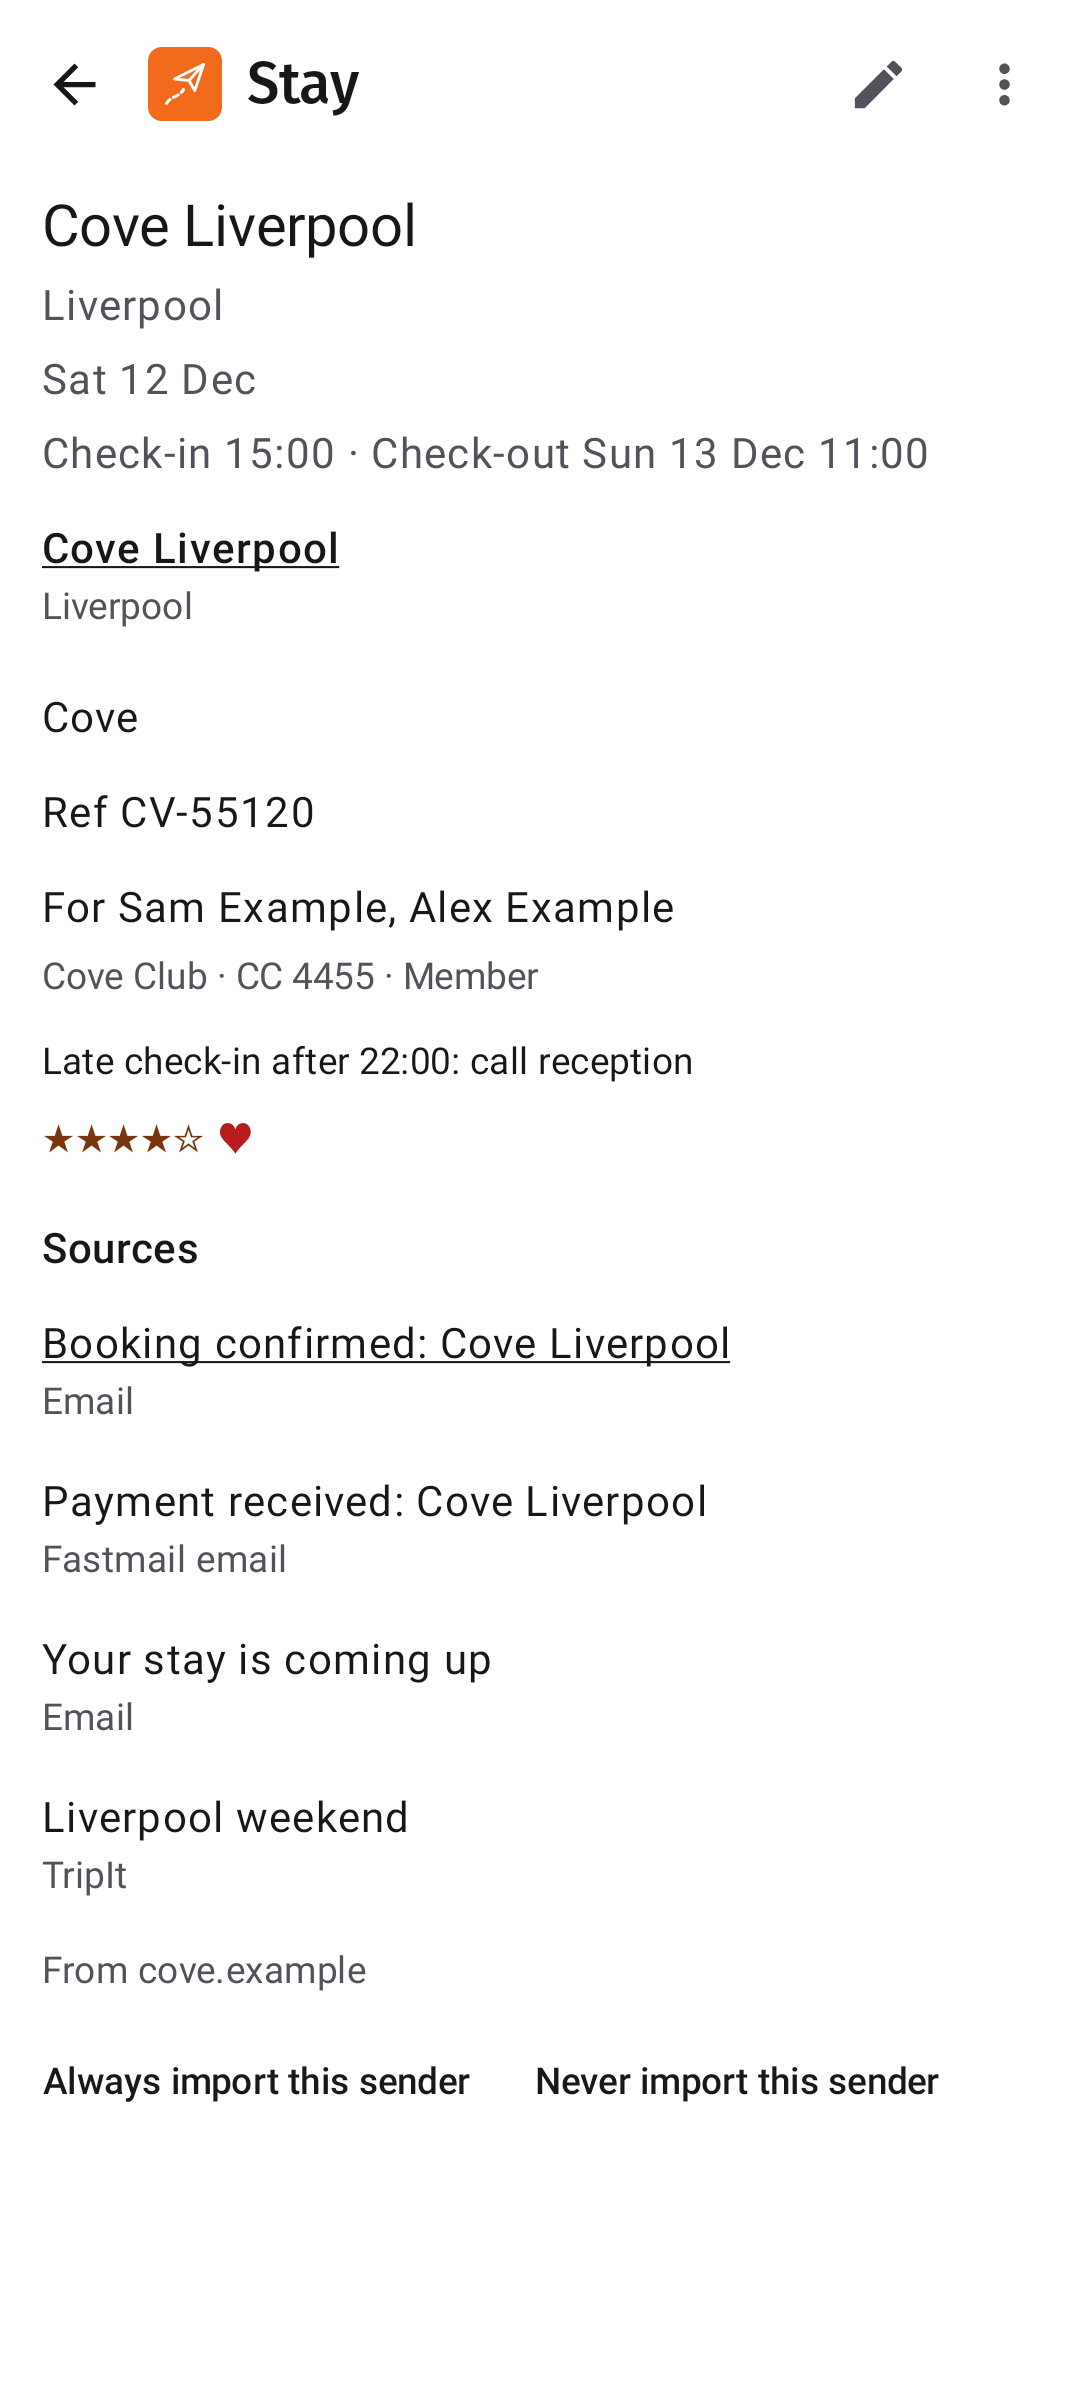 Stay
Cove Liverpool
Liverpool
Sat 12 Dec
Check-in 15:00 · Check-out Sun 13 Dec 11:00
Cove Liverpool
Liverpool
Cove
Ref CV-55120
For Sam Example, Alex Example
Cove Club · CC 4455 · Member
Late check-in after 22:00: call reception
★★★★☆ ♥
Sources
Booking confirmed: Cove Liverpool
Email
Payment received: Cove Liverpool
Fastmail email
Your stay is coming up
Email
Liverpool weekend
TripIt
From cove.example
Always import this sender Never import this sender